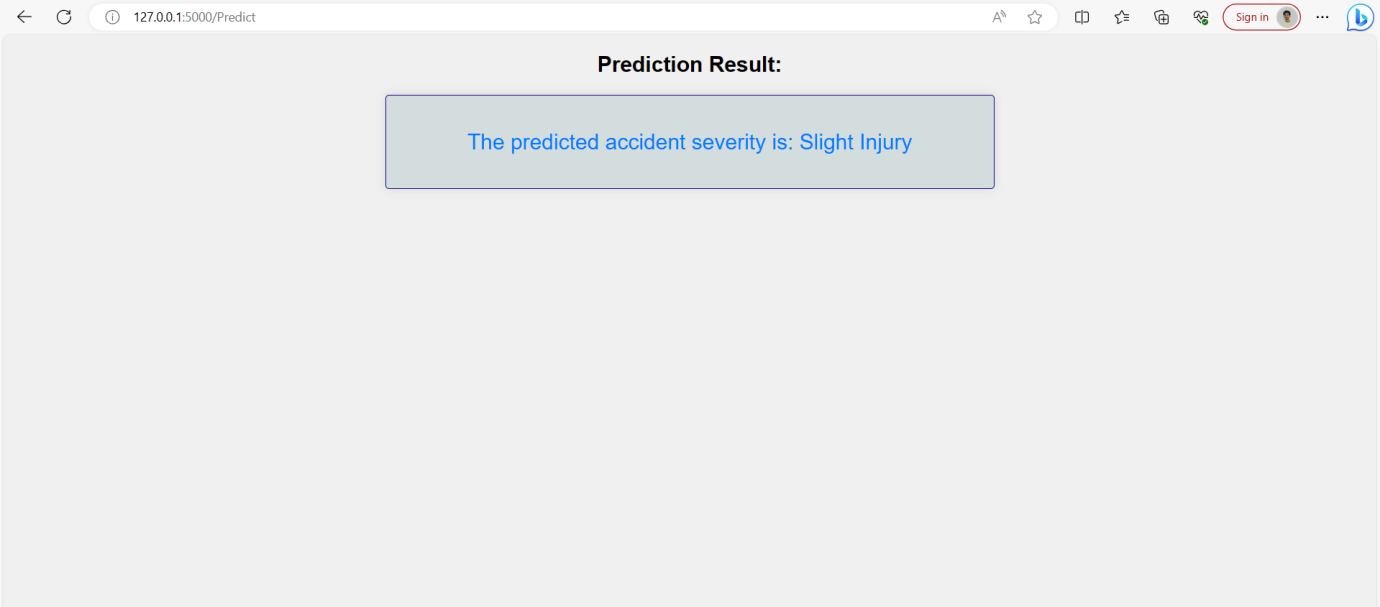 127.0.0.1:5000/Predict
A
Sign in
Prediction Result:
The predicted accident severity is: Slight Injury